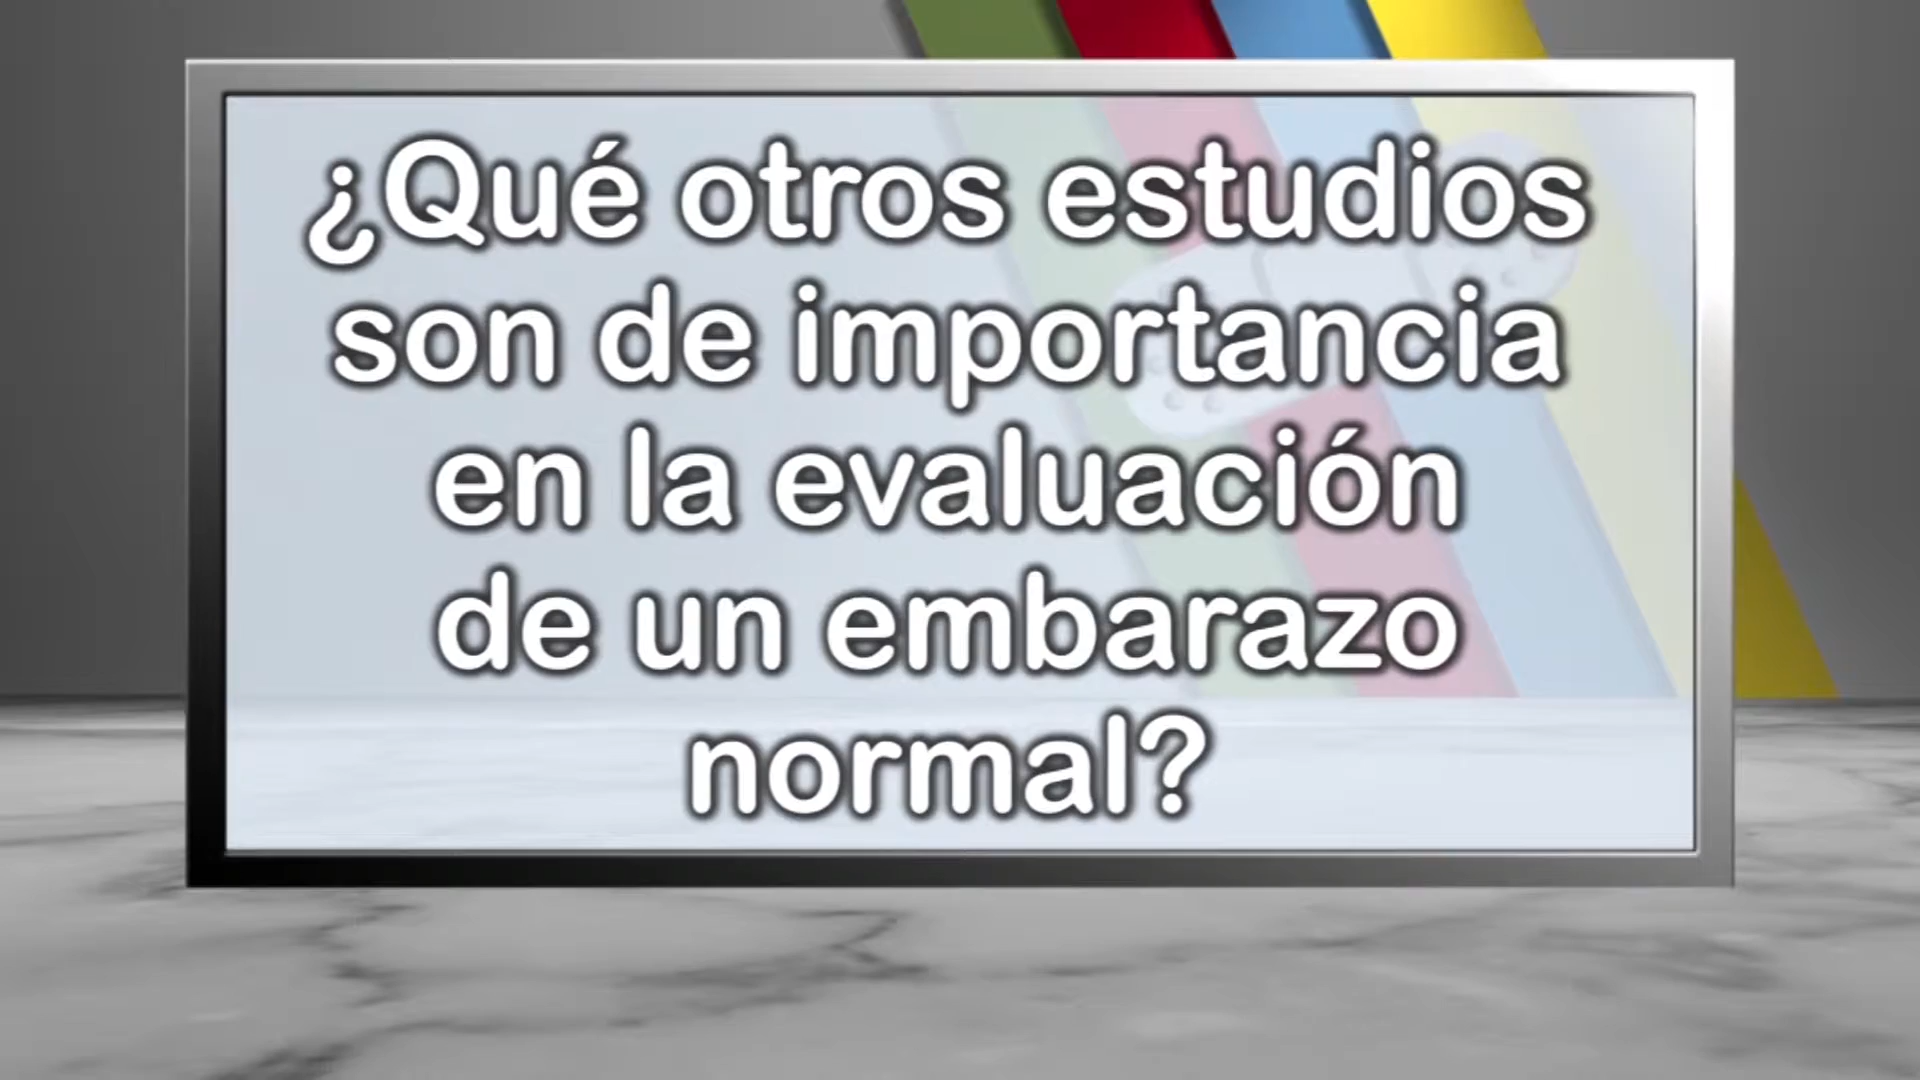 ¿Qué otros estudios
son de importancia
en la evaluación
de un embarazo
normal?